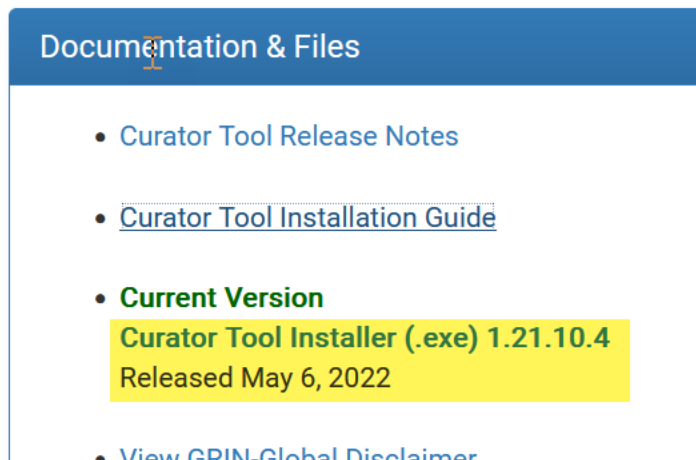 Documentation & Files
Curator Tool Release Notes
Curator Tool Installation Guide
Current Version
Curator Tool Installer (.exe) 1.21.10.4
Released May 6, 2022
View GRIN-Global Disclaimer